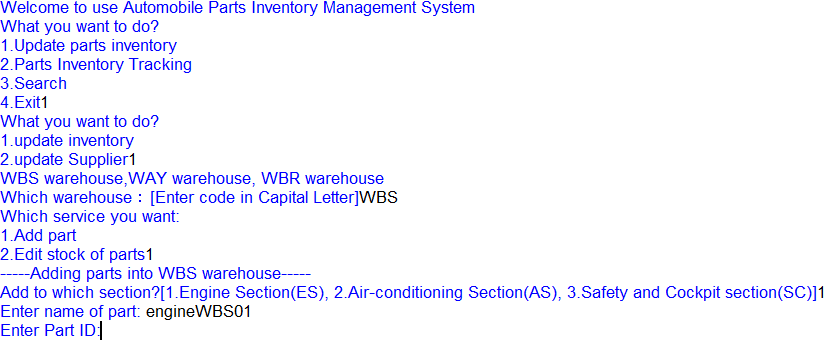 Welcome to use Automobile Parts Inventory Management System
What you want to do?
1.Update parts inventory
2.Parts Inventory Tracking
3.Search
4.Exit1
What you want to do?
1.update inventory
2.update Supplier1
WBS warehouse,WAY warehouse, WBR warehouse
Which warehouse：[Enter code in Capital Letter]WBS
Which service you want:
1.Add part
2.Edit stock of parts1
-----Adding parts into WBS warehouse-----
Add to which section?[1.Engine Section(ES), 2.Air-conditioning Section(AS), 3.Safety and Cockpit section(SC)]1
Enter name of part: engineWBS01
Enter Part ID: